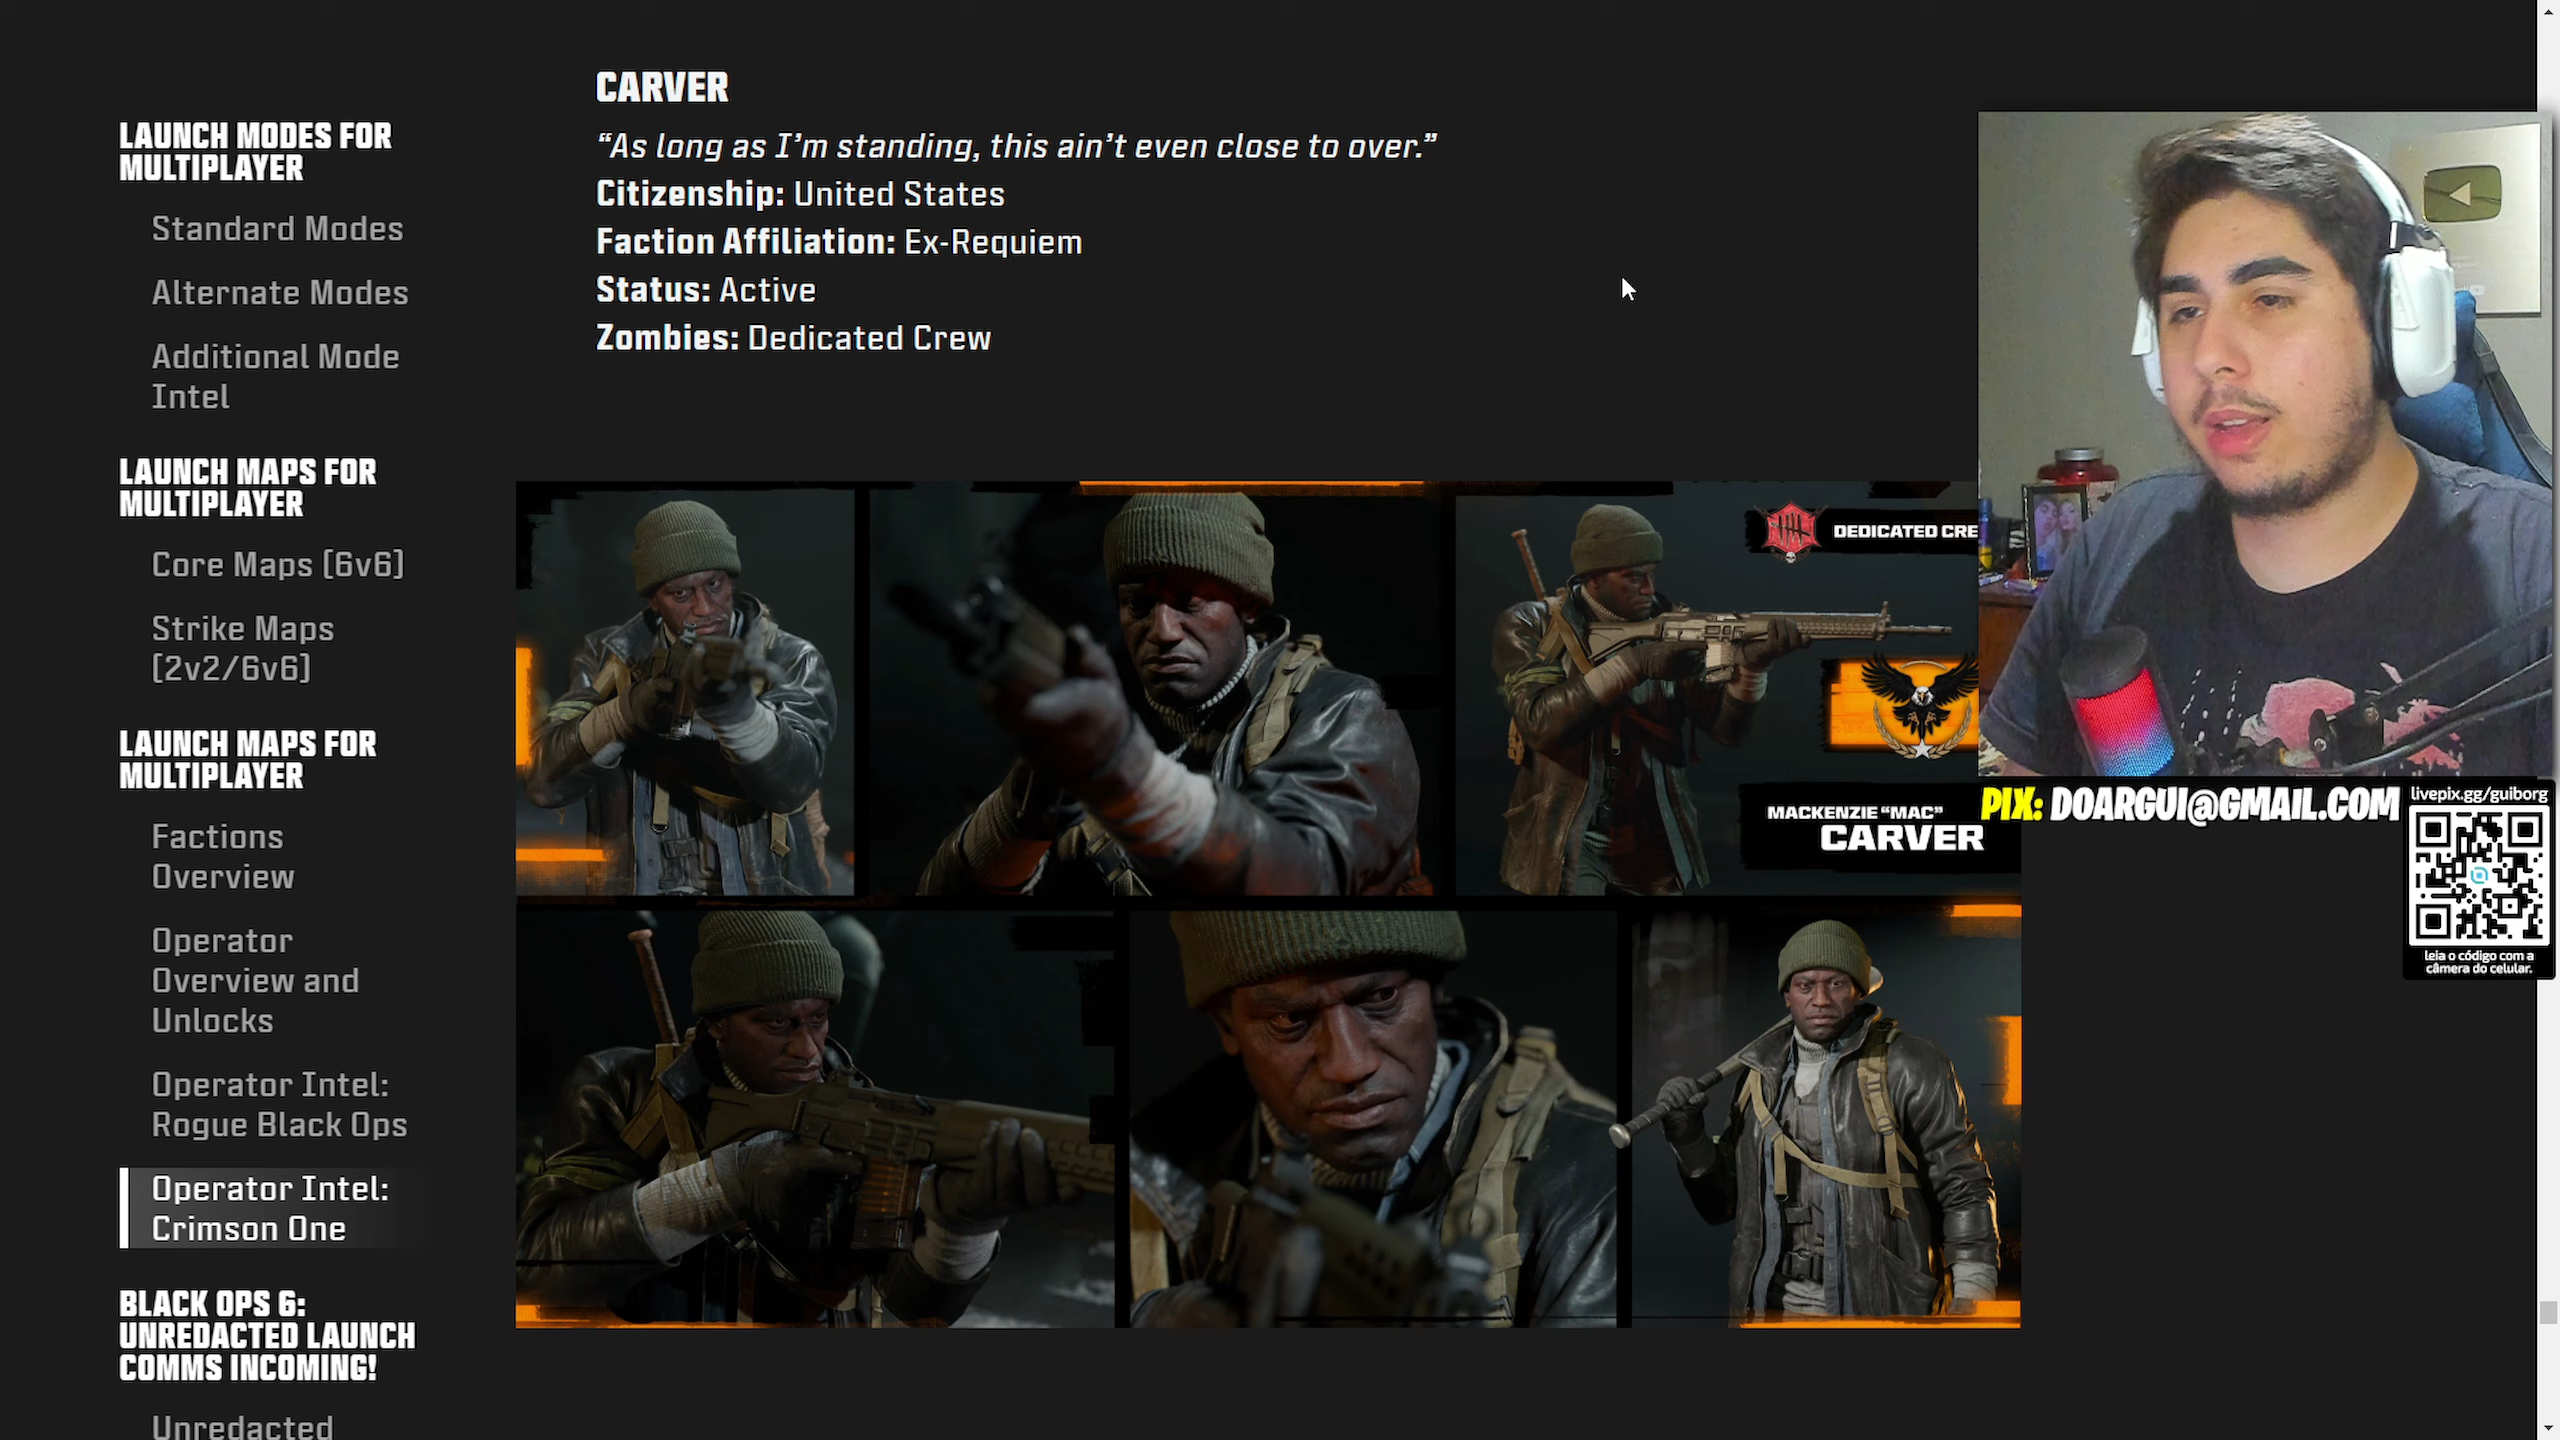 LAUNCH MODES FOR
MULTIPLAYER
Standard Modes
Alternate Modes
Additional Mode
Intel
LAUNCH MAPS FOR
MULTIPLAYER
Core Maps [6v6]
Strike Maps
[2v2/6v6]
LAUNCH MAPS FOR
MULTIPLAYER
Factions
Overview
Operator
Overview and
Unlocks
Operator Intel:
Rogue Black Ops
Operator Intel:
Crimson One
BLACK OPS 6:
UNREDACTED LAUNCH
COMMS INCOMING!
Unredacted
CARVER
“As long as I’m standing, this ain’t even close to over.”
Citizenship: United States
Faction Affiliation: Ex-Requiem
Status: Active
Zombies: Dedicated Crew
DEDICATED CRE
MACKENZIE “MAC”
CARVER
PIX: DOARGUI@GMAIL.COM
livepix.gg/guiborg
leia o código com a
câmera do celular.